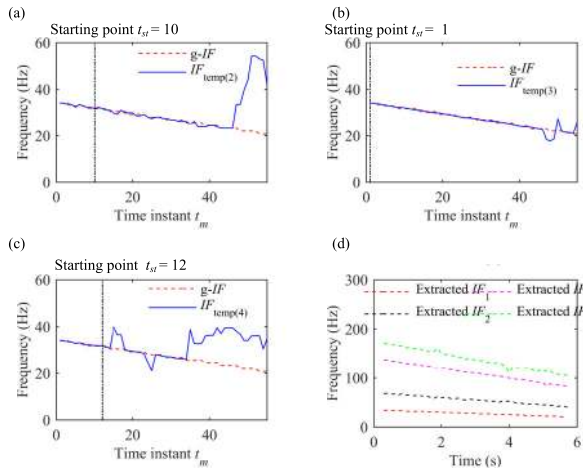 (a)
Starting point t_st = 10
60
40
20
0
0
20
40
Frequency (Hz)
Time instant t_m
g-IF
IF_temp(2)
(b)
Starting point t_st = 1
60
40
20
0
0
20
40
Frequency (Hz)
Time instant t_m
g-IF
IF_temp(3)
(c)
Starting point t_st = 12
60
40
20
0
0
20
40
Frequency (Hz)
Time instant t_m
g-IF
IF_temp(4)
(d)
300
200
100
0
0
2
4
6
Frequency (Hz)
Time (s)
Extracted IF_1
Extracted IF
Extracted IF_2
Extracted IF